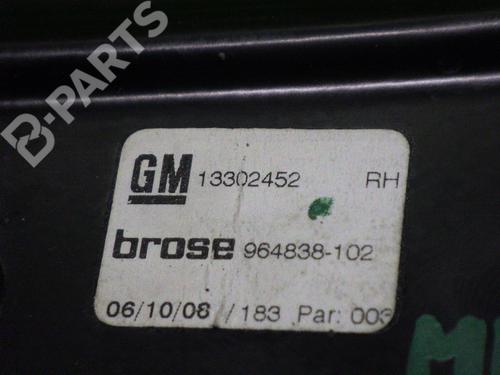 B-PARTS
GM 13302452 RH
brose 964838-102
06/10/08 /183 Par: 003